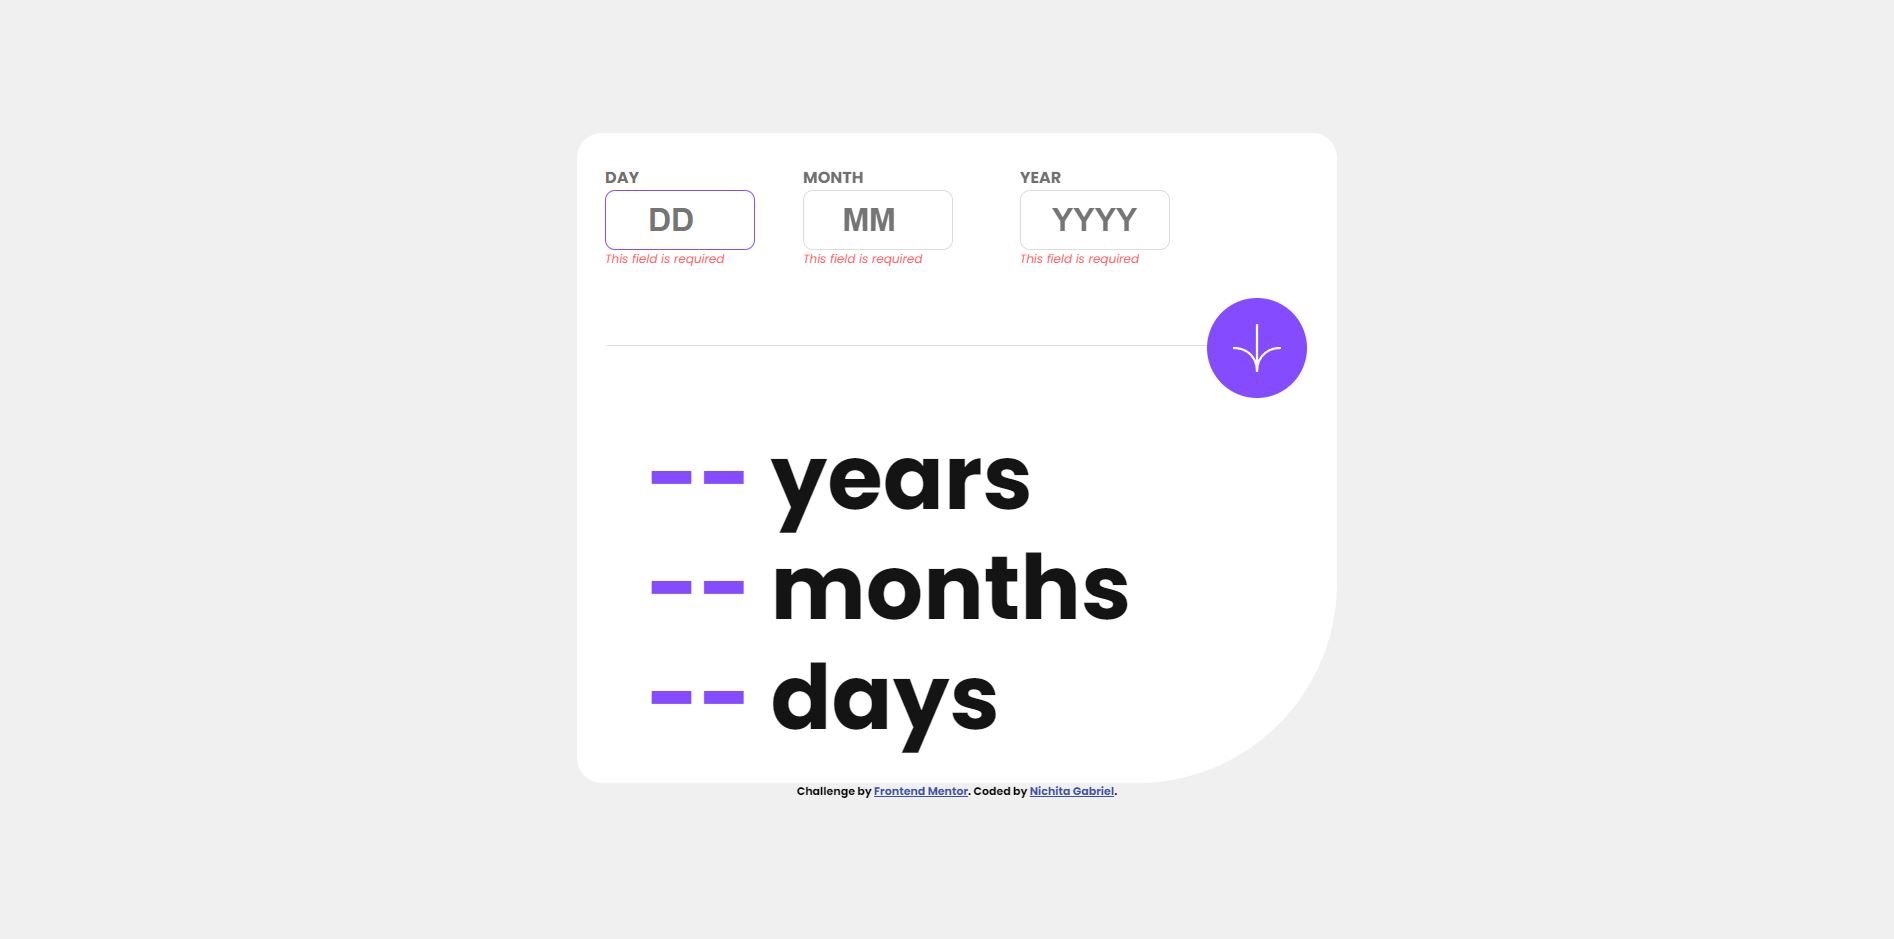 DAY MONTH YEAR
DD MM YYYY
This field is required This field is required This field is required
-- years
-- months
-- days
Challenge by Frontend Mentor. Coded by Nichita Gabriel.